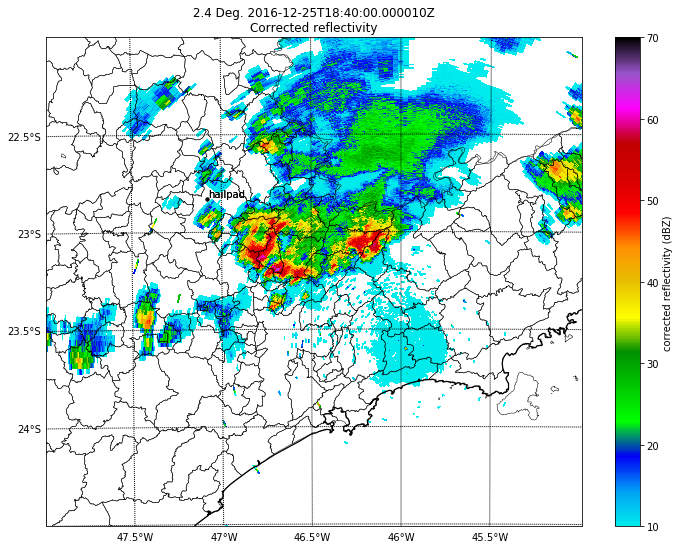 2.4 Deg. 2016-12-25T18:40:00.000010Z
Corrected reflectivity
22.5°S
23°S
23.5°S
24°S
hailpad
47.5°W
47°W
46.5°W
46°W
45.5°W
70
60
50
40
30
20
10
corrected reflectivity (dBZ)